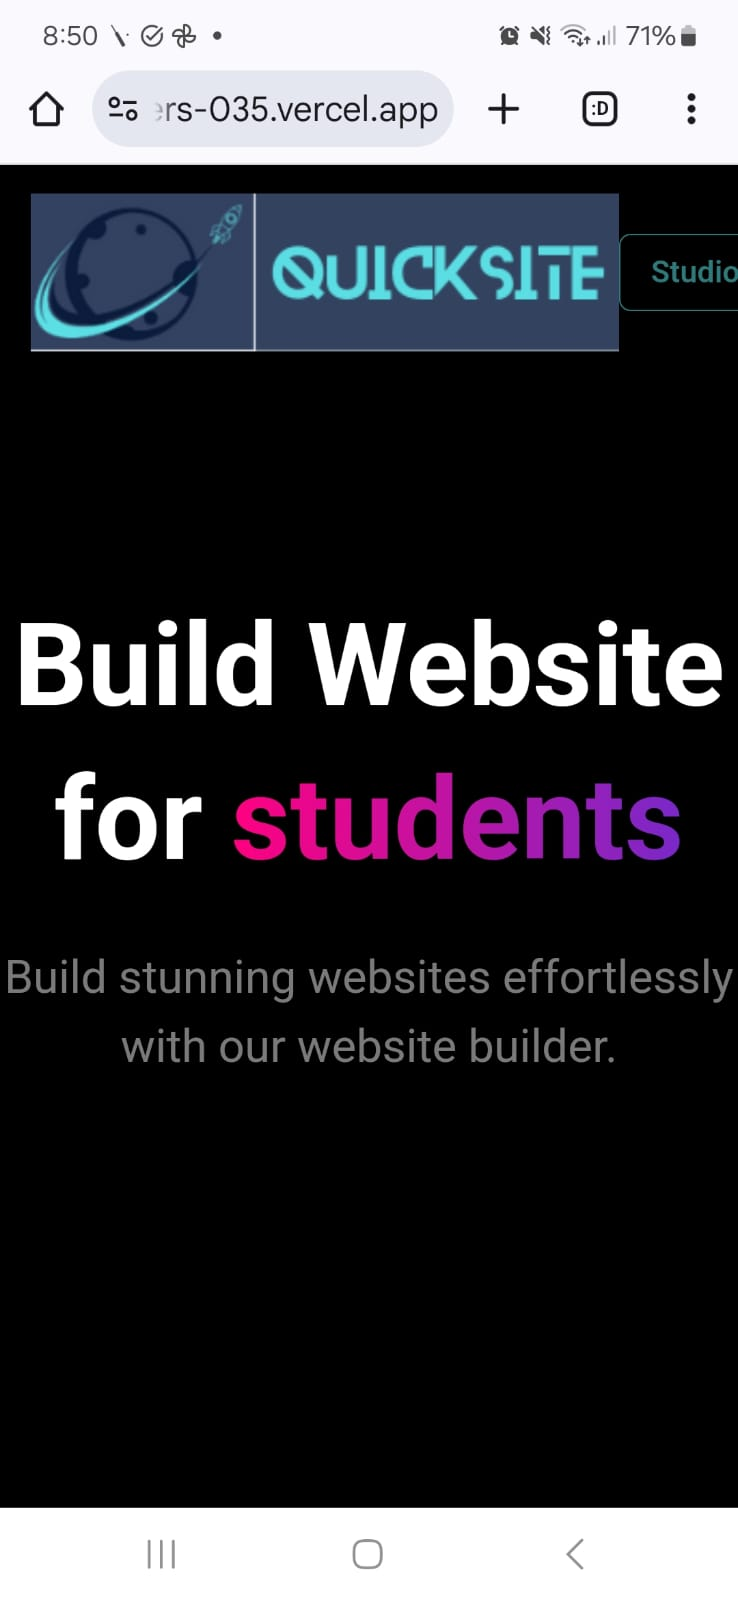 8:50
71%
ers-035.vercel.app
:D
QUICKSITE
Studio
Build Website
for students
Build stunning websites effortlessly
with our website builder.